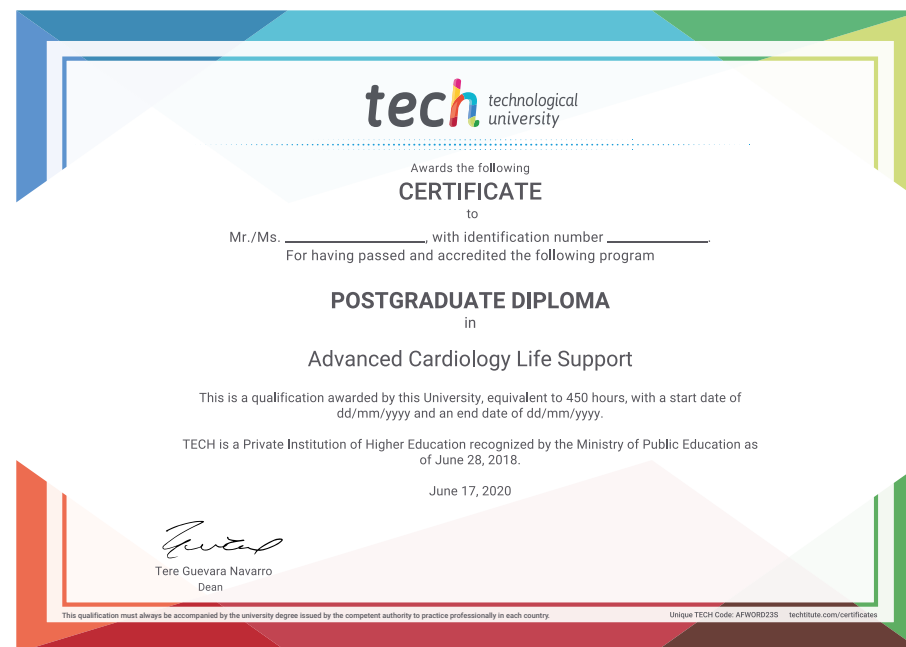 tech technological
university
Awards the following
CERTIFICATE
to
Mr./Ms. ____________________, with identification number ______________.
For having passed and accredited the following program
POSTGRADUATE DIPLOMA
in
Advanced Cardiology Life Support
This is a qualification awarded by this University, equivalent to 450 hours, with a start date of
dd/mm/yyyy and an end date of dd/mm/yyyy.
TECH is a Private Institution of Higher Education recognized by the Ministry of Public Education as
of June 28, 2018.
June 17, 2020
Tere Guevara Navarro
Dean
This qualification must always be accompanied by the university degree issued by the competent authority to practice professionally in each country.
Unique TECH Code: AFWORD23S techtitute.com/certificates